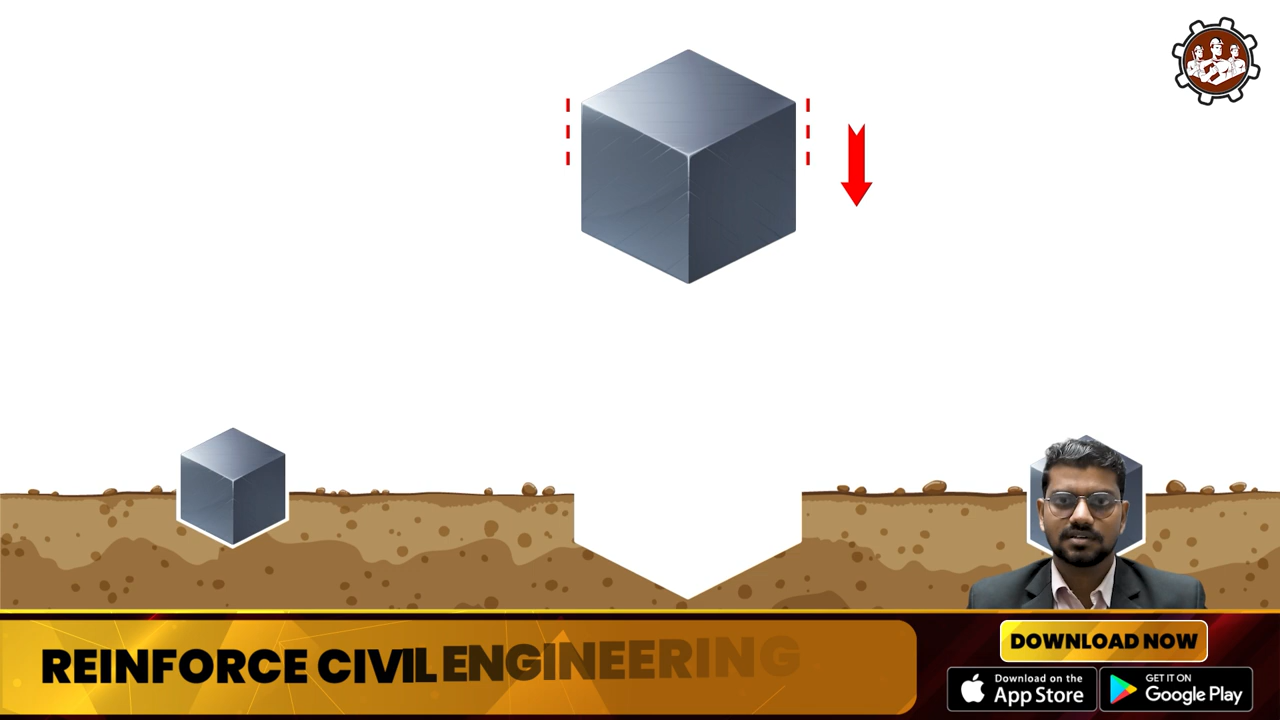 REINFORCE CIVIL ENGINEERING
DOWNLOAD NOW
Download on the
App Store
GET IT ON
Google Play